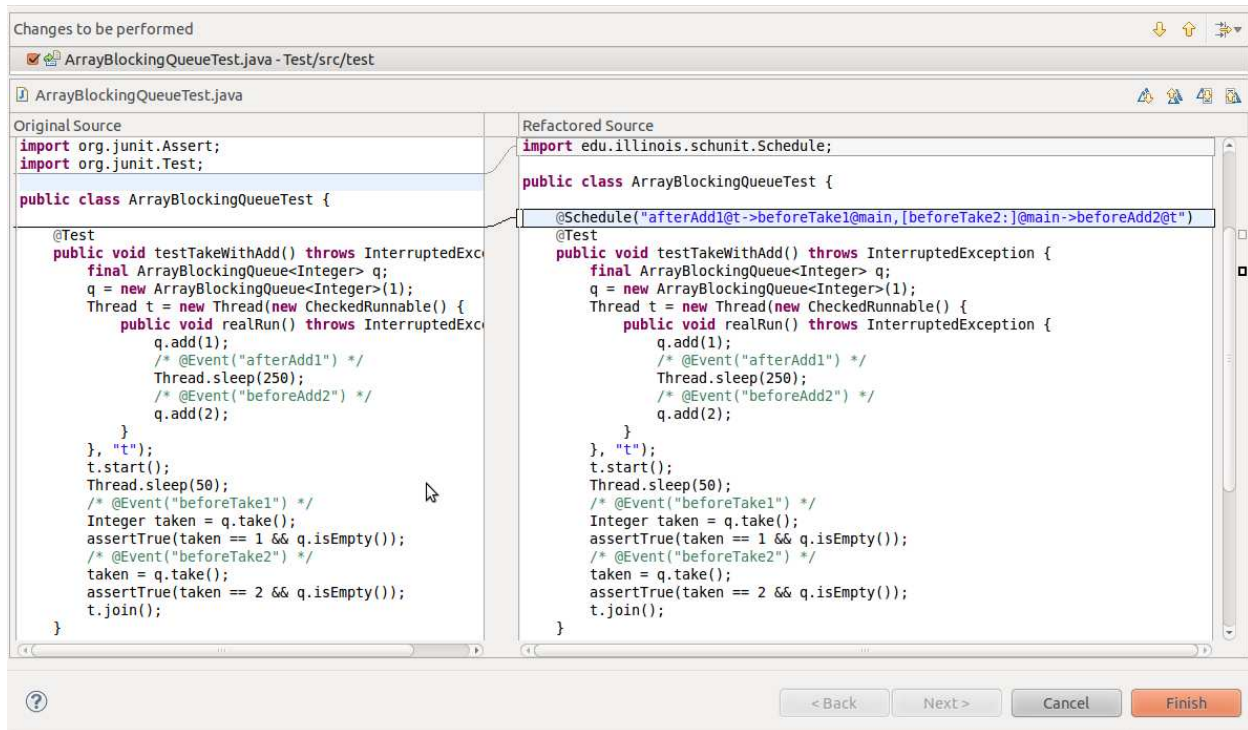 Changes to be performed
ArrayBlockingQueueTest.java - Test/src/test
ArrayBlockingQueueTest.java
Original Source
import org.junit.Assert;
import org.junit.Test;
public class ArrayBlockingQueueTest {
@Test
public void testTakeWithAdd() throws InterruptedExc
final ArrayBlockingQueue<Integer> q;
q = new ArrayBlockingQueue<Integer>(1);
Thread t = new Thread(new CheckedRunnable() {
public void realRun() throws InterruptedExc
q.add(1);
/* @Event("afterAdd1") */
Thread.sleep(250);
/* @Event("beforeAdd2") */
q.add(2);
}
}, "t");
t.start();
Thread.sleep(50);
/* @Event("beforeTake1") */
Integer taken = q.take();
assertTrue(taken == 1 && q.isEmpty());
/* @Event("beforeTake2") */
taken = q.take();
assertTrue(taken == 2 && q.isEmpty());
t.join();
}
Refactored Source
import edu.illinois.schunit.Schedule;
public class ArrayBlockingQueueTest {
@Schedule("afterAdd1@t->beforeTake1@main,[beforeTake2:]@main->beforeAdd2@t")
@Test
public void testTakeWithAdd() throws InterruptedException {
final ArrayBlockingQueue<Integer> q;
q = new ArrayBlockingQueue<Integer>(1);
Thread t = new Thread(new CheckedRunnable() {
public void realRun() throws InterruptedException {
q.add(1);
/* @Event("afterAdd1") */
Thread.sleep(250);
/* @Event("beforeAdd2") */
q.add(2);
}
}, "t");
t.start();
Thread.sleep(50);
/* @Event("beforeTake1") */
Integer taken = q.take();
assertTrue(taken == 1 && q.isEmpty());
/* @Event("beforeTake2") */
taken = q.take();
assertTrue(taken == 2 && q.isEmpty());
t.join();
}
?
< Back
Next >
Cancel
Finish